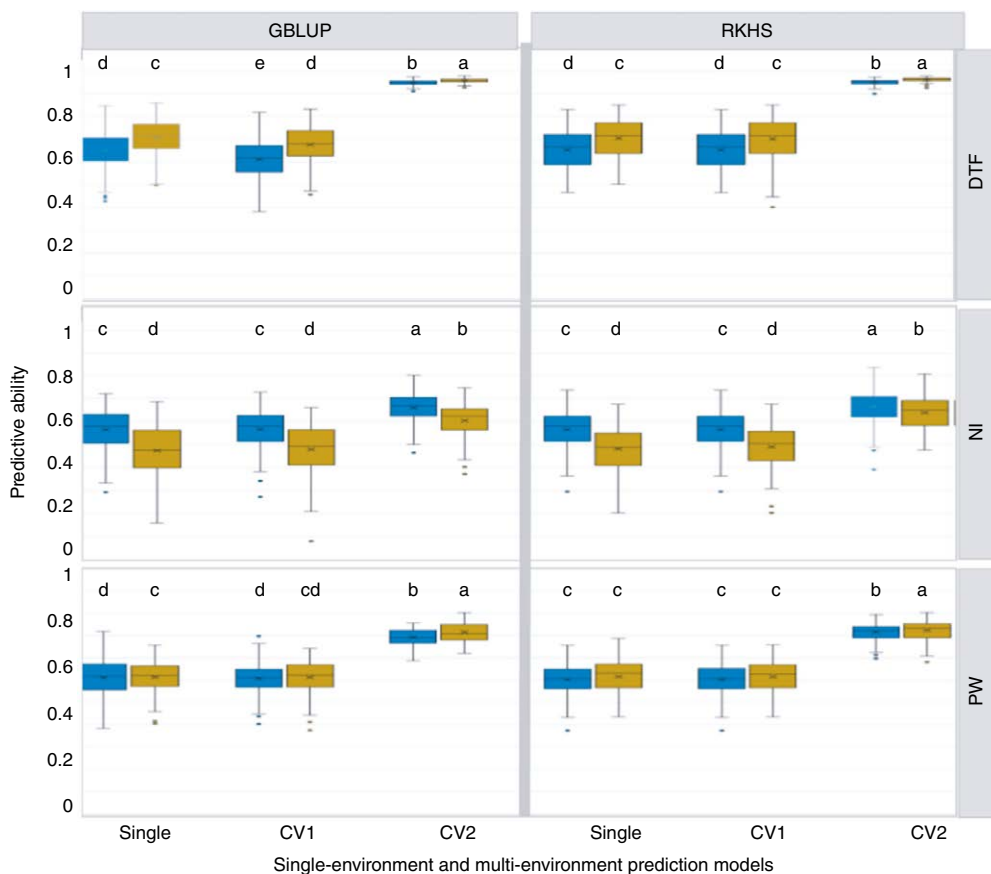 GBLUP RKHS
1 d c e d b a d c d c b a
0.8
0.6
0.4
0.2
0
DTF
1 c d c d a b c d c d a b
0.8
0.6
0.4
0.2
0
NI
Predictive ability
1
d c d cd b a c c c c b a
0.8
0.6
0.4
0.2
0
PW
Single CV1 CV2 Single CV1 CV2
Single-environment and multi-environment prediction models